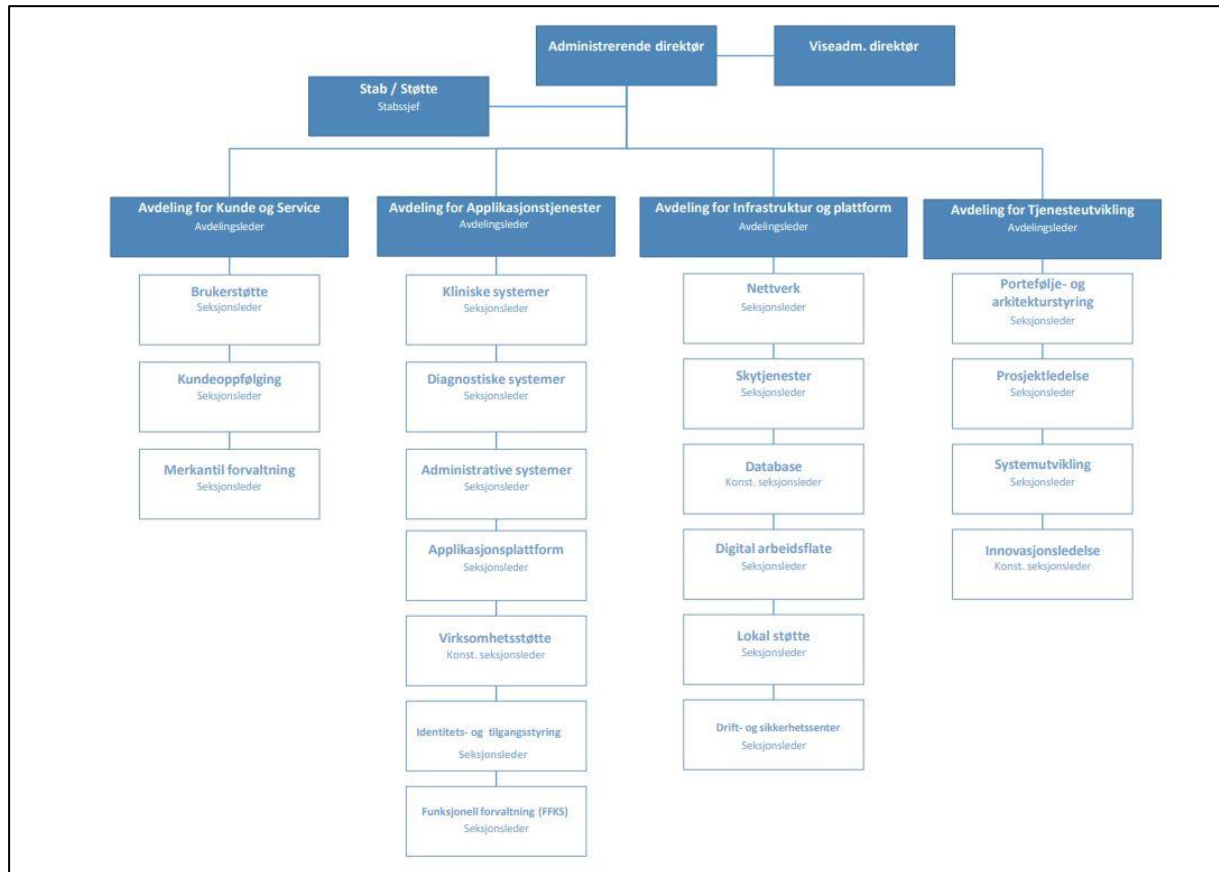 Administrerende direktør
Viseadm. direktør
Stab / Støtte
Stabssjef
Avdeling for Kunde og Service
Avdelingsleder
Brukerstøtte
Seksjonsleder
Kundeoppfølging
Seksjonsleder
Merkantil forvaltning
Seksjonsleder
Avdeling for Applikasjonstjenester
Avdelingsleder
Kliniske systemer
Seksjonsleder
Diagnostiske systemer
Seksjonsleder
Administrative systemer
Seksjonsleder
Applikasjonsplattform
Seksjonsleder
Virksomhetsstøtte
Konst. seksjonsleder
Identitets- og tilgangsstyring
Seksjonsleder
Funksjonell forvaltning (FFKS)
Seksjonsleder
Avdeling for Infrastruktur og plattform
Avdelingsleder
Nettverk
Seksjonsleder
Skytjenester
Seksjonsleder
Database
Konst. seksjonsleder
Digital arbeidsflate
Seksjonsleder
Lokal støtte
Seksjonsleder
Drift- og sikkerhetssenter
Seksjonsleder
Avdeling for Tjenesteutvikling
Avdelingsleder
Portefølje- og
arkitekturstyring
Seksjonsleder
Prosjektledelse
Seksjonsleder
Systemutvikling
Seksjonsleder
Innovasjonsledelse
Konst. seksjonsleder